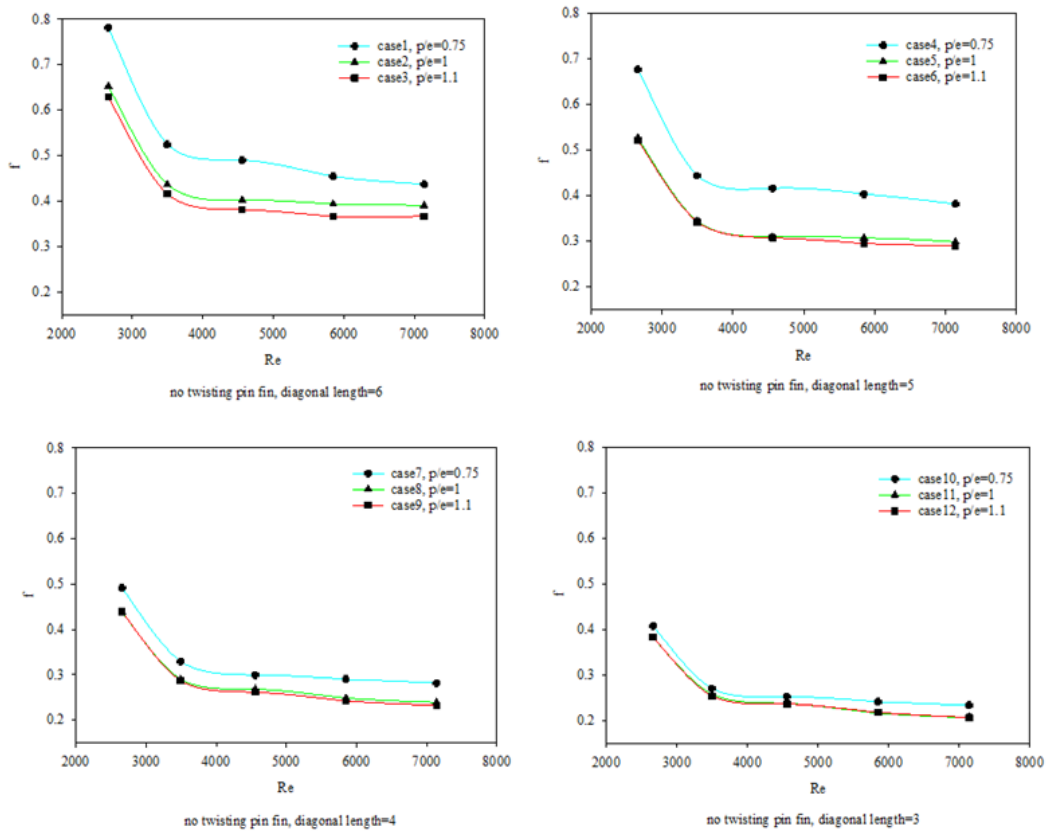 0.8
0.7
0.6
0.5
0.4
0.3
0.2
f
case1, p/e=0.75
case2, p/e=1
case3, p/e=1.1
2000 3000 4000 5000 6000 7000 8000
Re
no twisting pin fin, diagonal length=6
0.8
0.7
0.6
0.5
0.4
0.3
0.2
f
case4, p/e=0.75
case5, p/e=1
case6, p/e=1.1
2000 3000 4000 5000 6000 7000 8000
Re
no twisting pin fin, diagonal length=5
0.8
0.7
0.6
0.5
0.4
0.3
0.2
f
case7, p/e=0.75
case8, p/e=1
case9, p/e=1.1
2000 3000 4000 5000 6000 7000 8000
Re
no twisting pin fin, diagonal length=4
0.8
0.7
0.6
0.5
0.4
0.3
0.2
f
case10, p/e=0.75
case11, p/e=1
case12, p/e=1.1
2000 3000 4000 5000 6000 7000 8000
Re
no twisting pin fin, diagonal length=3